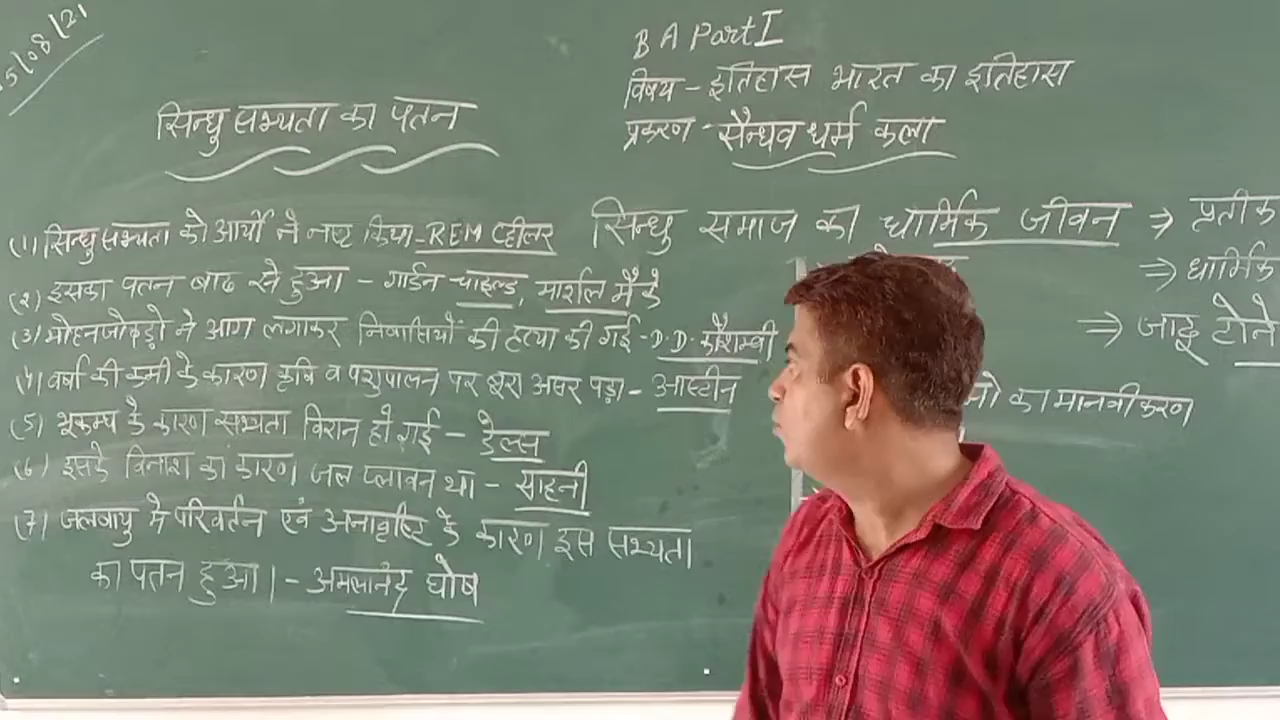 5/08/21
सिन्धु सभ्यता का पतन
(1) सिन्धु सभ्यता को आर्यो ने नष्ट किया - REM व्हीलर
(2) इसका पतन बाढ से हुआ - गार्डन चाइल्ड, मार्शल मैके
(3) मोहनजोदड़ो ने आग लगाकर निवासियों की हत्या की गई - D.D. कौशम्वी
(4) वर्षा की कमी के कारण कृषि व पशुपालन पर बुरा असर पड़ा - आस्टीन
(5) भूकम्प के कारण सभ्यता विरान हो गई - डेल्स
(6) इसके विनाश का कारण जल प्लावन था - साहनी
(7) जलवायु मे परिवर्तन एवं अनावृष्टि के कारण इस सभ्यता
का पतन हुआ। - अमलानंद घोष
B A Part I
विषय - इतिहास भारत का इतिहास
प्रकरण - सैन्धव धर्म कला
सिन्धु समाज का धार्मिक जीवन ⇒ प्रतीक
⇒ धार्मिक
⇒ जादू टोने
का मानवीकरण